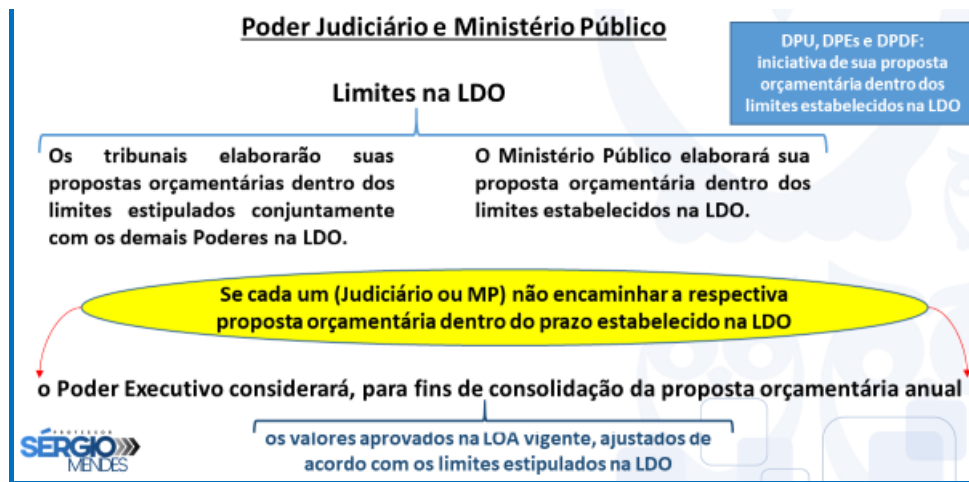 Poder Judiciário e Ministério Público
DPU, DPEs e DPDF:
iniciativa de sua proposta
orçamentária dentro dos
limites estabelecidos na LDO
Limites na LDO
Os tribunais elaborarão suas
propostas orçamentárias dentro dos
limites estipulados conjuntamente
com os demais Poderes na LDO.
O Ministério Público elaborará sua
proposta orçamentária dentro dos
limites estabelecidos na LDO.
Se cada um (Judiciário ou MP) não encaminhar a respectiva
proposta orçamentária dentro do prazo estabelecido na LDO
o Poder Executivo considerará, para fins de consolidação da proposta orçamentária anual
os valores aprovados na LOA vigente, ajustados de
acordo com os limites estipulados na LDO
PROFESSOR
SÉRGIO
MENDES